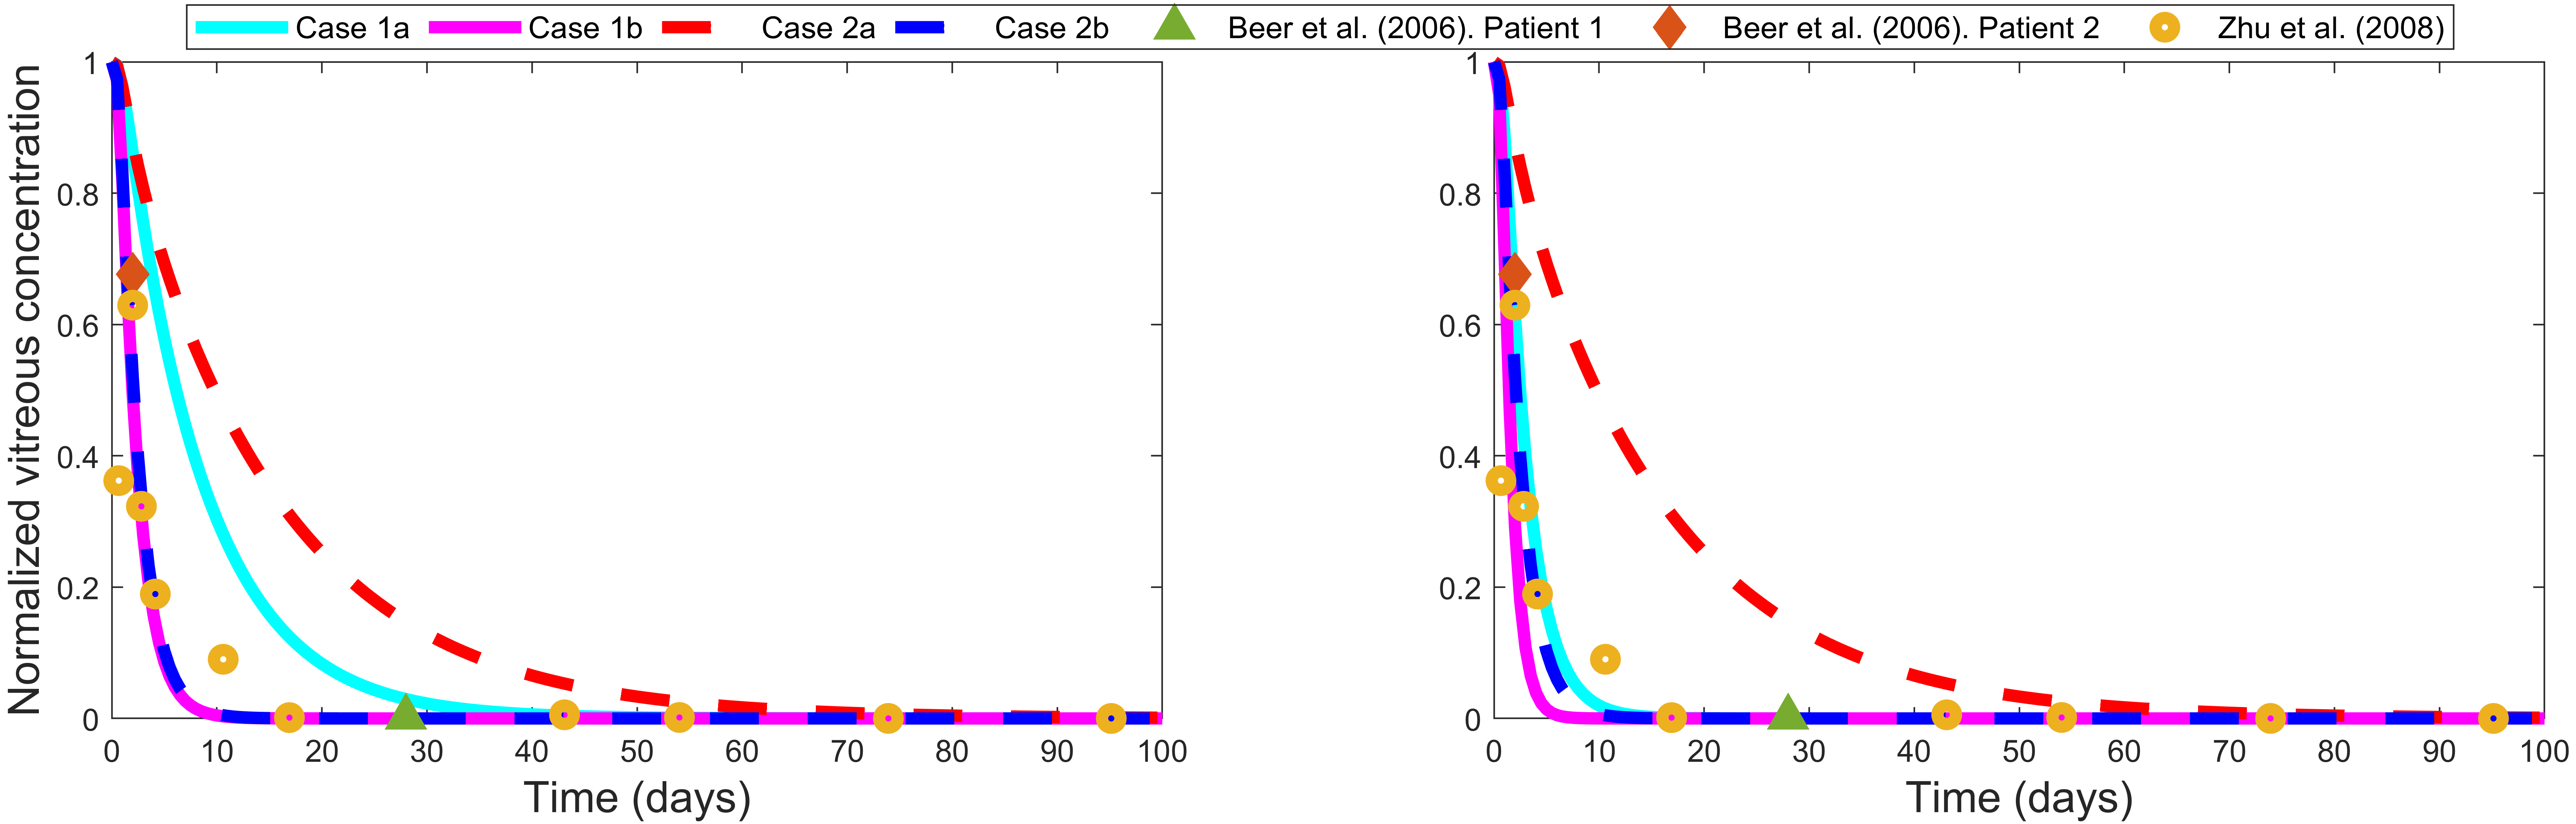 Case 1a Case 1b Case 2a Case 2b Beer et al. (2006). Patient 1 Beer et al. (2006). Patient 2 Zhu et al. (2008)
Normalized vitreous concentration
1
0.8
0.6
0.4
0.2
0
0 10 20 30 40 50 60 70 80 90 100
Time (days)
1
0.8
0.6
0.4
0.2
0
0 10 20 30 40 50 60 70 80 90 100
Time (days)